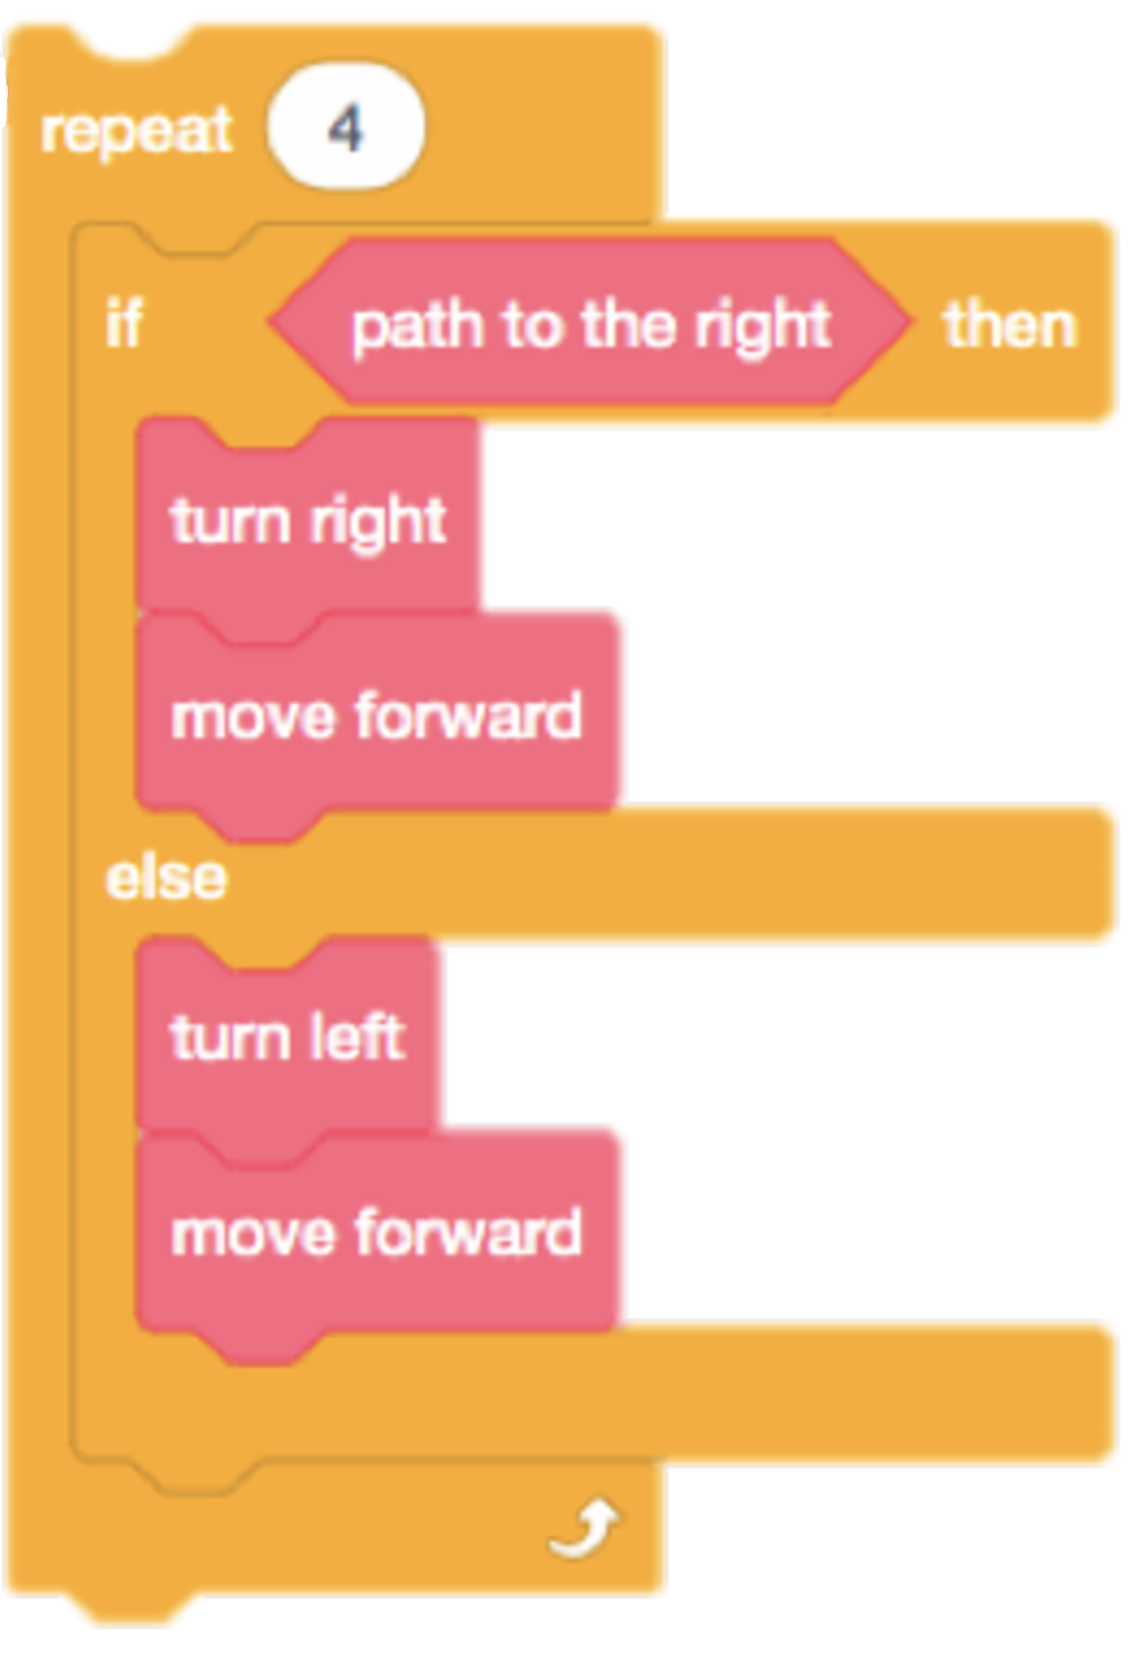 repeat 4
if path to the right then
turn right
move forward
else
turn left
move forward